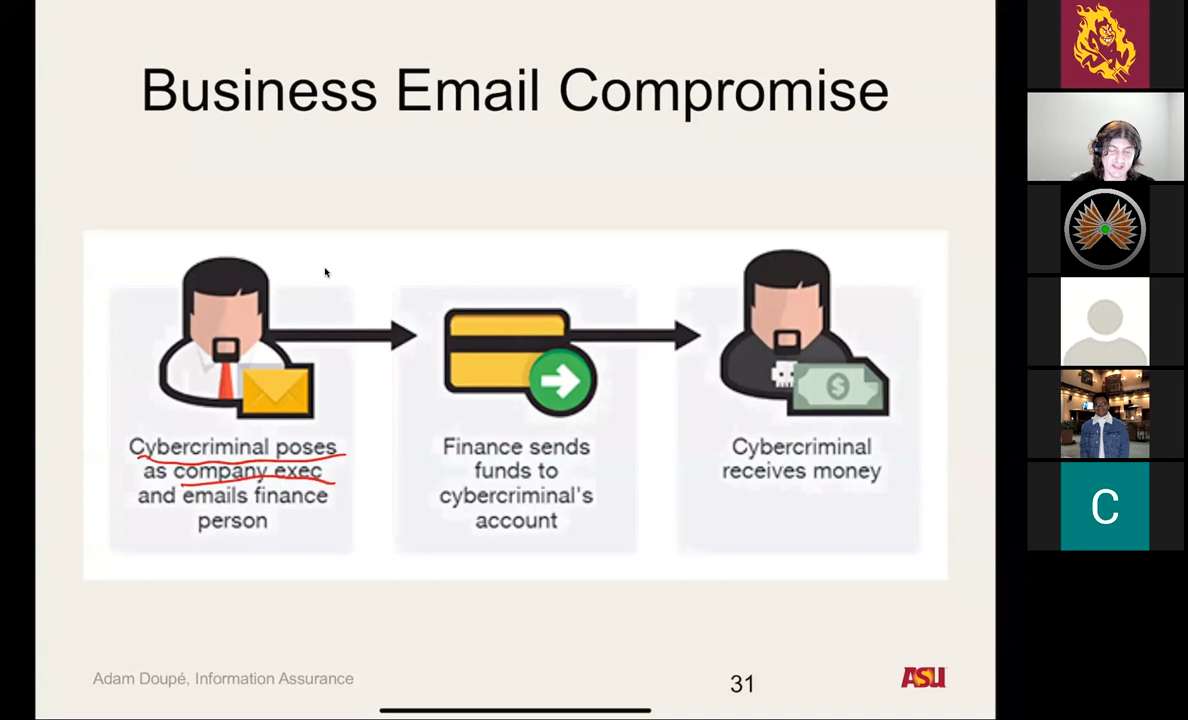 Business Email Compromise
Cybercriminal poses
as company exec
and emails finance
person
Finance sends
funds to
cybercriminal's
account
Cybercriminal
receives money
Adam Doupé, Information Assurance
31
ASU
C